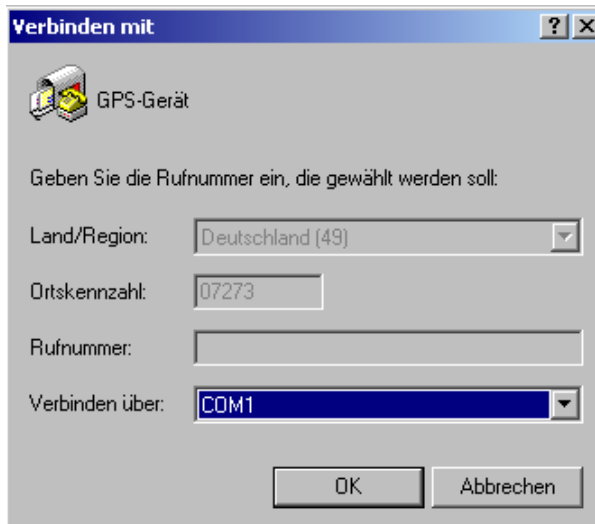 Verbinden mit
GPS-Gerät
Geben Sie die Rufnummer ein, die gewählt werden soll:
Land/Region: Deutschland (49)
Ortskennzahl: 07273
Rufnummer:
Verbinden über: COM1
OK Abbrechen